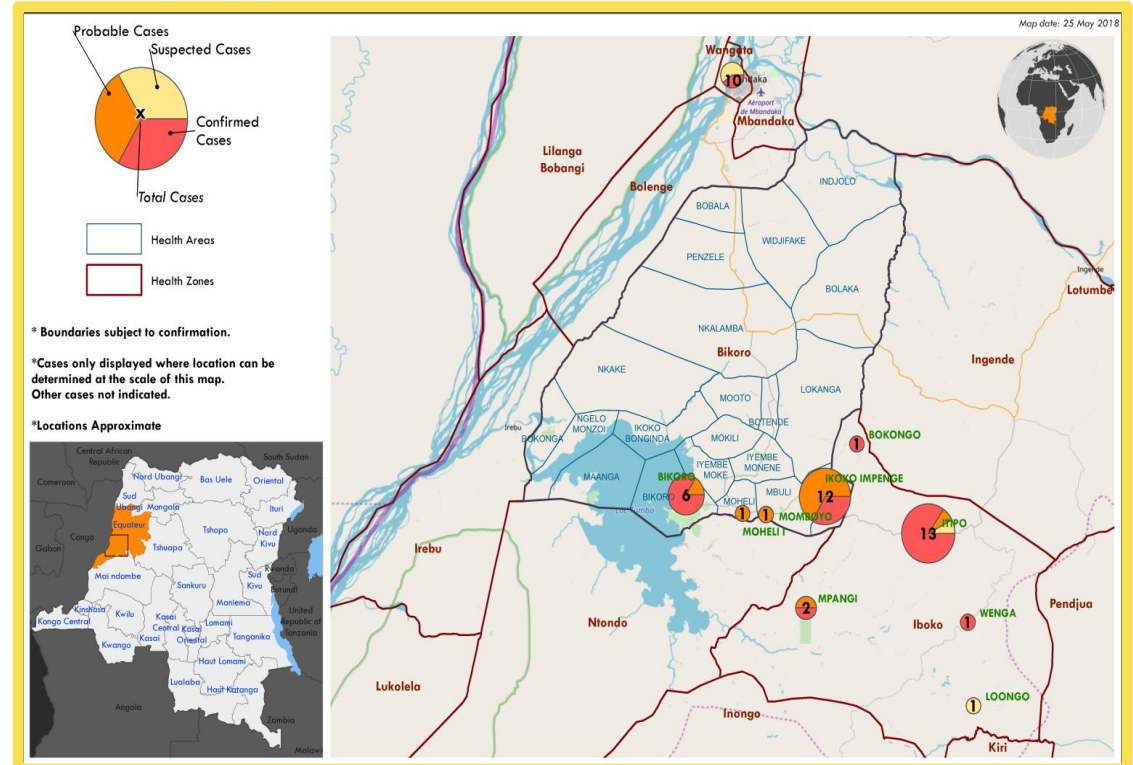 Map date: 25 May 2018
Probable Cases
Suspected Cases
x
Confirmed
Cases
Total Cases
Health Areas
Health Zones
* Boundaries subject to confirmation.
*Cases only displayed where location can be
determined at the scale of this map.
Other cases not indicated.
*Locations Approximate
Central African
Republic
South Sudan
Cameroon
Nord Ubangi
Bas Uele
Oriental
Sud
Ubangi
Mongala
Ituri
Equateur
Tshopo
Uganda
Congo
Gabon
Tshuapa
Nord
Kivu
Rwanda
Mai ndombe
Sankuru
Sud
Kivu
Burundi
Maniema
Kinshasa
Kongo Central
Kwilu
Kasai
Central
Kasai
Oriental
Lomami
Tanganika
United
Republic of
Tanzania
Kwango
Kasai
Haut Lomami
Lualaba
Haut Katanga
Angola
Zambia
Malawi
Wangata
10
ndaka
Aéroport
de Mbandaka
Mbandaka
Lilanga
Bobangi
Bolenge
INDJOLO
BOBALA
WIDJIFAKE
PENZELE
BOLAKA
Ingende
Lotumbe
NKALAMBA
Bikoro
Ingende
NKAKE
LOKANGA
MOOTO
NGELO
MONZOI
IKOKO
BONGINDA
BOTENDE
Irebu
BOKONGA
MOKILI
1
BOKONGO
IYEMBE
MOKE
IYEMBE
MONENE
MAANGA
BIKORO
BIKORO
6
MBULI
MOHELI
IKOKO IMPENGE
12
1
1
MOMBOYO
MOHELI I
ITIPO
13
Irebu
MPANGI
2
Ntondo
Iboko
WENGA
1
Pendjua
Lukolela
LOONGO
1
Inongo
Kiri